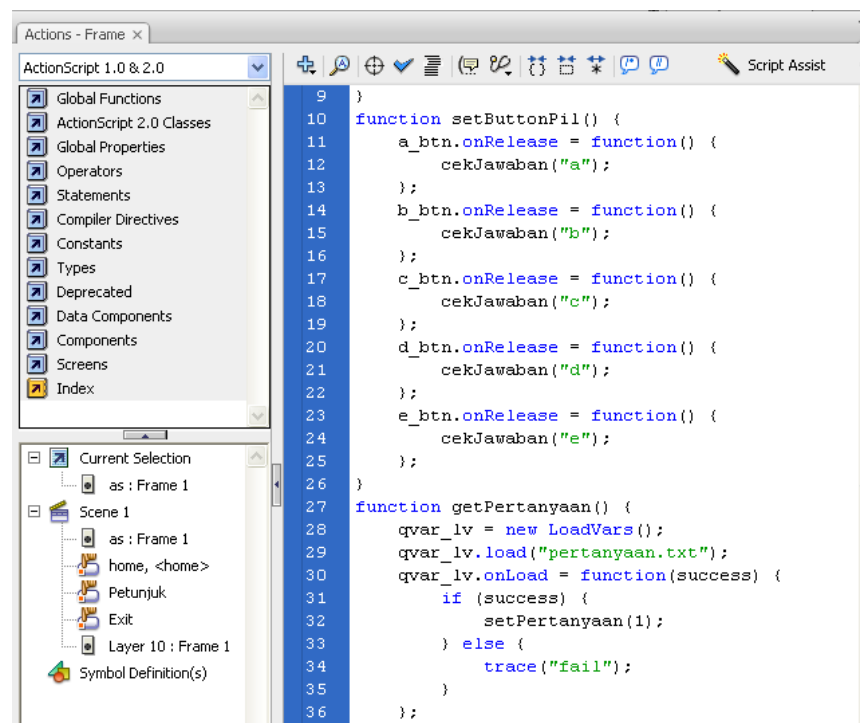 Actions - Frame ×
ActionScript 1.0 & 2.0
Script Assist
Global Functions
ActionScript 2.0 Classes
Global Properties
Operators
Statements
Compiler Directives
Constants
Types
Deprecated
Data Components
Components
Screens
Index
Current Selection
as : Frame 1
Scene 1
as : Frame 1
home, <home>
Petunjuk
Exit
Layer 10 : Frame 1
Symbol Definition(s)
9 }
10 function setButtonPil() {
11 a_btn.onRelease = function() {
12 cekJawaban("a");
13 };
14 b_btn.onRelease = function() {
15 cekJawaban("b");
16 };
17 c_btn.onRelease = function() {
18 cekJawaban("c");
19 };
20 d_btn.onRelease = function() {
21 cekJawaban("d");
22 };
23 e_btn.onRelease = function() {
24 cekJawaban("e");
25 };
26 }
27 function getPertanyaan() {
28 qvar_lv = new LoadVars();
29 qvar_lv.load("pertanyaan.txt");
30 qvar_lv.onLoad = function(success) {
31 if (success) {
32 setPertanyaan(1);
33 } else {
34 trace("fail");
35 }
36 };